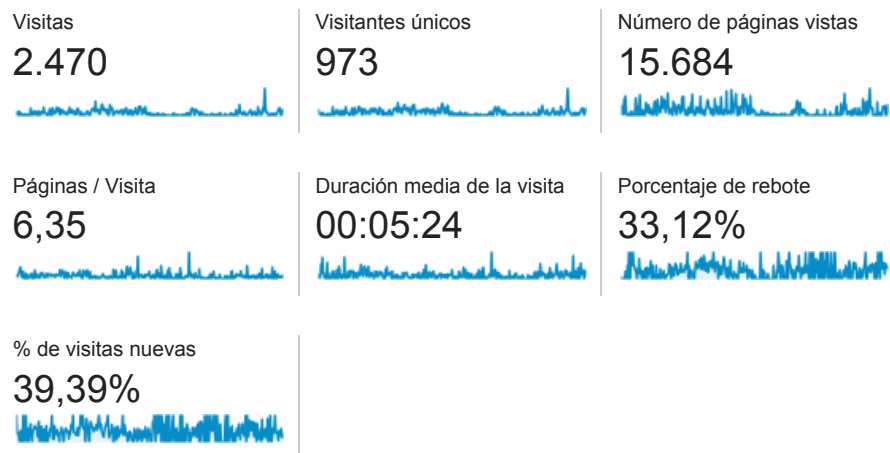 Visitas
2.470
Visitantes únicos
973
Número de páginas vistas
15.684
Páginas / Visita
6,35
Duración media de la visita
00:05:24
Porcentaje de rebote
33,12%
% de visitas nuevas
39,39%